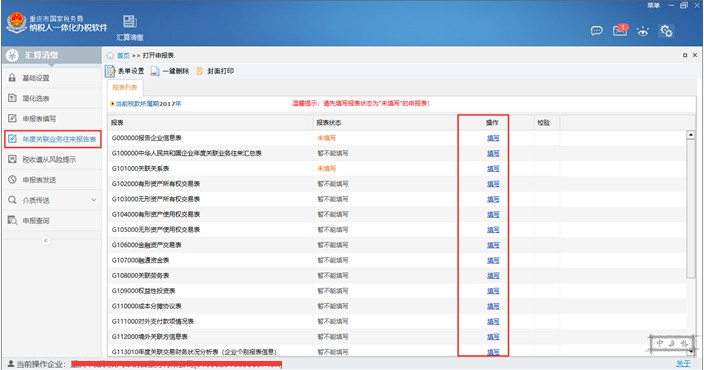 菜单
重庆市国家税务局
纳税人一体化办税软件
汇算清缴
1
汇算清缴
首页 >> 打开申报表
表单设置 一键删除 封面打印
报表列表
当前税款所属期2017年
温馨提示：请先填写报表状态为"未填写"的申报表！
基础设置
简化选表
申报表填写
年度关联业务往来报告表
税收遵从风险提示
申报表发送
介质传送
申报查询
报表 报表状态 操作 校验
G000000报告企业信息表 未填写 填写
G100000中华人民共和国企业年度关联业务往来汇总表 暂不能填写 填写
G101000关联关系表 未填写 填写
G102000有形资产所有权交易表 暂不能填写 填写
G103000无形资产所有权交易表 暂不能填写 填写
G104000有形资产使用权交易表 暂不能填写 填写
G105000无形资产使用权交易表 暂不能填写 填写
G106000金融资产交易表 暂不能填写 填写
G107000融通资金表 暂不能填写 填写
G108000关联劳务表 暂不能填写 填写
G109000权益性投资表 暂不能填写 填写
G110000成本分摊协议表 暂不能填写 填写
G111000对外支付款项情况表 暂不能填写 填写
G112000境外关联方信息表 暂不能填写 填写
G113010年度关联交易财务状况分析表（企业个别报表信息） 暂不能填写 填写
当前操作企业：
关于